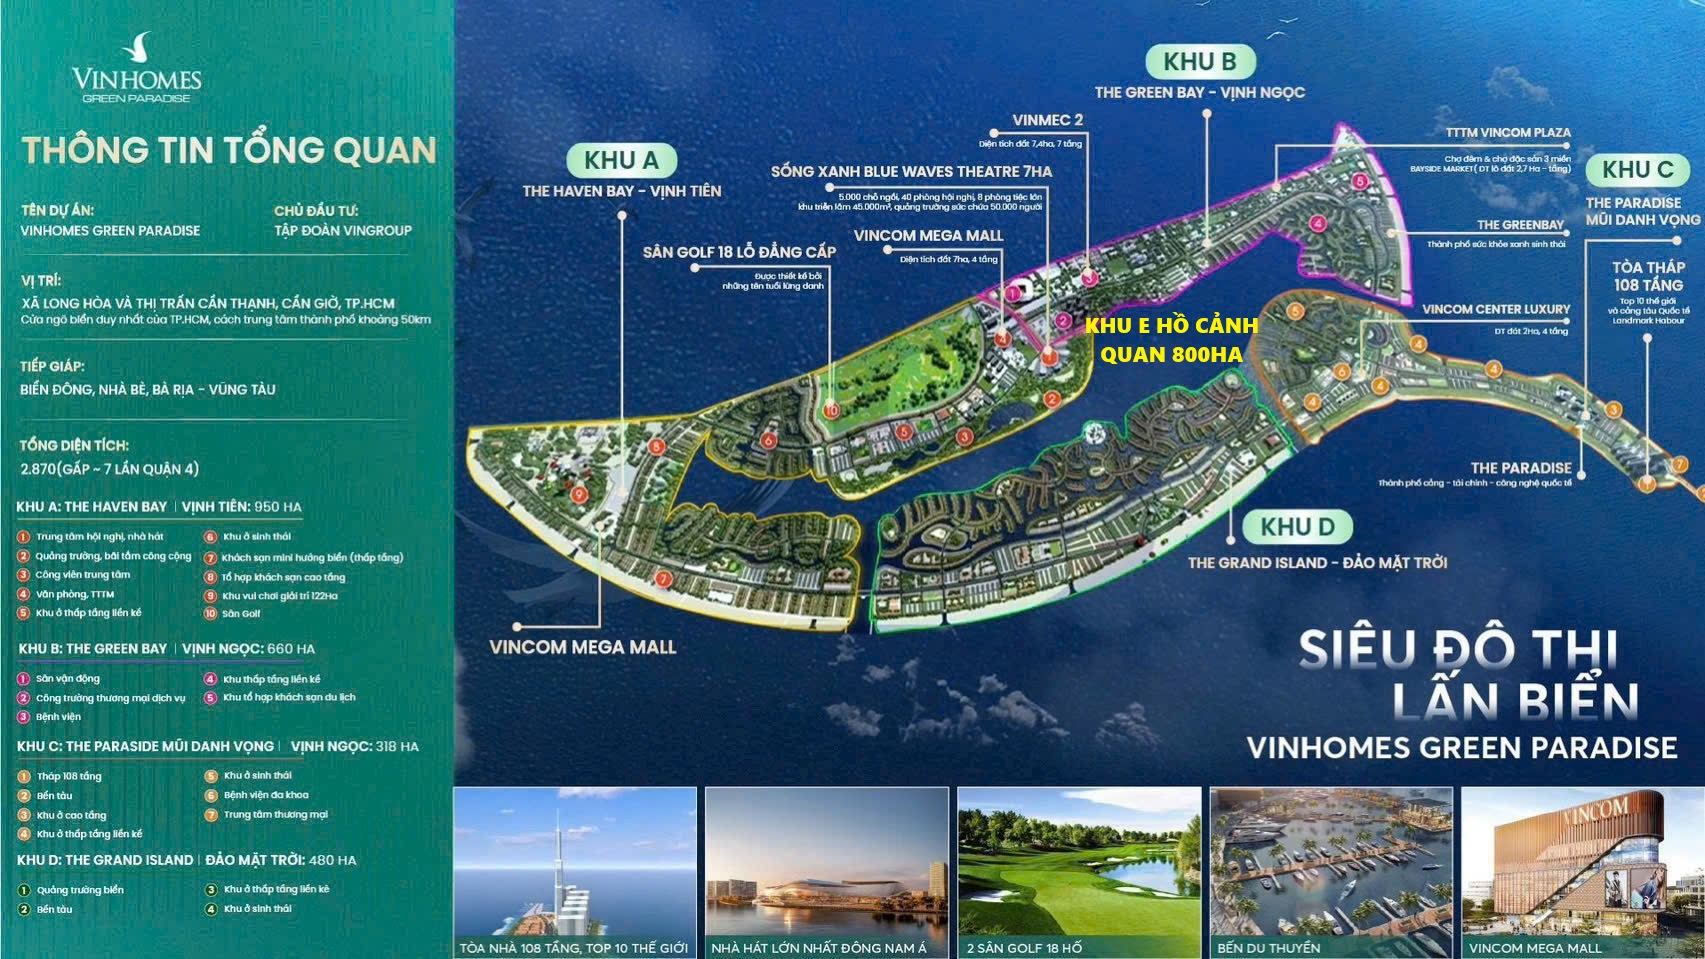 VINHOMES
GREEN PARADISE
THÔNG TIN TỔNG QUAN
TÊN DỰ ÁN:
VINHOMES GREEN PARADISE
CHỦ ĐẦU TƯ:
TẬP ĐOÀN VINGROUP
VỊ TRÍ:
XÃ LONG HÒA VÀ THỊ TRẤN CẦN THẠNH, CẦN GIỜ, TP.HCM
Cửa ngõ biển duy nhất của TP.HCM, cách trung tâm thành phố khoảng 50km
TIẾP GIÁP:
BIỂN ĐÔNG, NHÀ BÈ, BÀ RỊA - VŨNG TÀU
TỔNG DIỆN TÍCH:
2.870(GẤP ~ 7 LẦN QUẬN 4)
KHU A: THE HAVEN BAY | VỊNH TIÊN: 950 HA
1 Trung tâm hội nghị, nhà hát
2 Quảng trường, bãi tắm công cộng
3 Công viên trung tâm
4 Văn phòng, TTTM
5 Khu ở thấp tầng liền kề
6 Khu ở sinh thái
7 Khách sạn mini hướng biển (thấp tầng)
8 Tổ hợp khách sạn cao tầng
9 Khu vui chơi giải trí 122Ha
10 Sân Golf
KHU B: THE GREEN BAY | VỊNH NGỌC: 660 HA
1 Sân vận động
2 Công trường thương mại dịch vụ
3 Bệnh viện
4 Khu thấp tầng liền kề
5 Khu tổ hợp khách sạn du lịch
KHU C: THE PARASIDE MŨI DANH VỌNG | VỊNH NGỌC: 318 HA
1 Tháp 108 tầng
2 Bến tàu
3 Khu ở cao tầng
4 Khu ở thấp tầng liền kề
5 Khu ở sinh thái
6 Bệnh viện đa khoa
7 Trung tâm thương mại
KHU D: THE GRAND ISLAND | ĐẢO MẶT TRỜI: 480 HA
1 Quảng trường biển
2 Bến tàu
3 Khu ở thấp tầng liền kề
4 Khu ở sinh thái
KHU A
THE HAVEN BAY - VỊNH TIÊN
KHU B
THE GREEN BAY - VỊNH NGỌC
VINMEC 2
Diện tích đất 7,4ha, 7 tầng
SỐNG XANH BLUE WAVES THEATRE 7HA
5.000 chỗ ngồi, 40 phòng hội nghị, 8 phòng tiệc lớn
khu triển lãm 45.000m², quảng trường sức chứa 50.000 người
VINCOM MEGA MALL
Diện tích đất 7ha, 4 tầng
SÂN GOLF 18 LỖ ĐẲNG CẤP
Được thiết kế bởi
những tên tuổi lừng danh
TTTM VINCOM PLAZA
Chợ đêm & chợ đặc sản 3 miền
BAYSIDE MARKET( DT lô đất 2,7 Ha - tầng)
KHU C
THE PARADISE
MŨI DANH VỌNG
THE GREENBAY
Thành phố sức khỏe xanh sinh thái
TÒA THÁP
108 TẦNG
Top 10 thế giới
và cảng tàu Quốc tế
Landmark Habour
VINCOM CENTER LUXURY
DT đất 2Ha, 4 tầng
KHU E HỒ CẢNH
QUAN 800HA
THE PARADISE
Thành phố cảng - tài chính - công nghệ quốc tế
KHU D
THE GRAND ISLAND - ĐẢO MẶT TRỜI
VINCOM MEGA MALL
SIÊU ĐÔ THỊ
LẤN BIỂN
VINHOMES GREEN PARADISE
TÒA NHÀ 108 TẦNG, TOP 10 THẾ GIỚI
NHÀ HÁT LỚN NHẤT ĐÔNG NAM Á
2 SÂN GOLF 18 HỐ
BẾN DU THUYỀN
VINCOM
VINCOM MEGA MALL